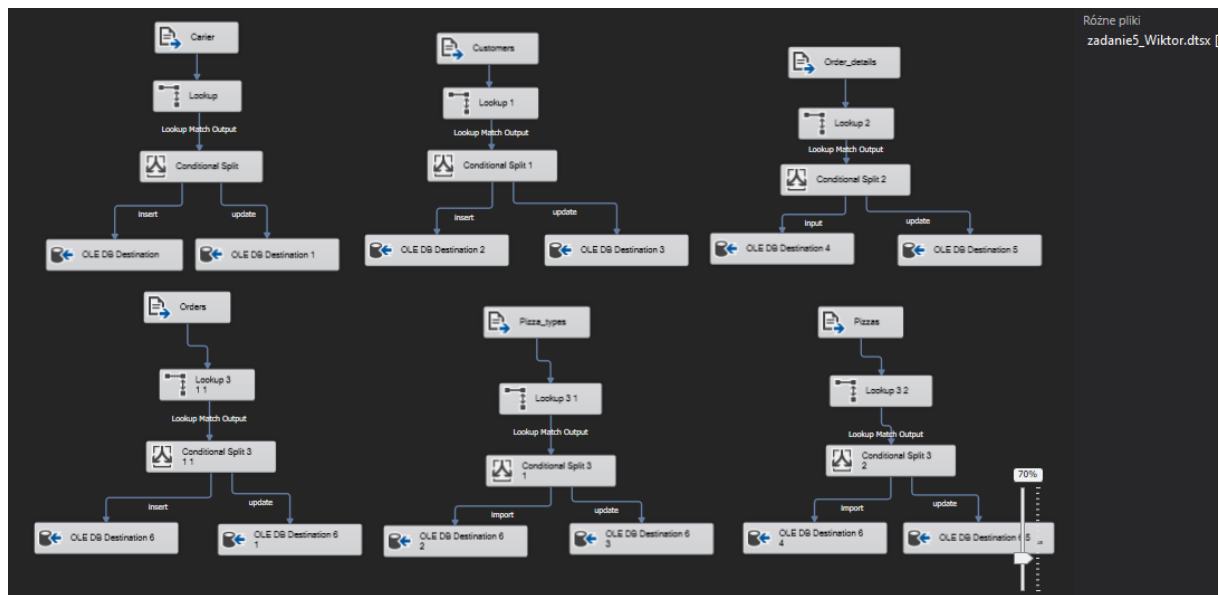 Różne pliki
zadanie5_Wiktor.dtsx [
Carier
Lookup
Lookup Match Output
Conditional Split
insert
update
OLE DB Destination
OLE DB Destination 1
Customers
Lookup 1
Lookup Match Output
Conditional Split 1
insert
update
OLE DB Destination 2
OLE DB Destination 3
Order_details
Lookup 2
Lookup Match Output
Conditional Split 2
input
update
OLE DB Destination 4
OLE DB Destination 5
Orders
Lookup 3
1 1
Lookup Match Output
Conditional Split 3
1 1
insert
update
OLE DB Destination 6
OLE DB Destination 6
1
Pizza_types
Lookup 3 1
Lookup Match Output
Conditional Split 3
1
import
update
OLE DB Destination 6
2
OLE DB Destination 6
3
Pizzas
Lookup 3 2
Lookup Match Output
Conditional Split 3
2
import
update
OLE DB Destination 6
4
OLE DB Destination 6 5
70%